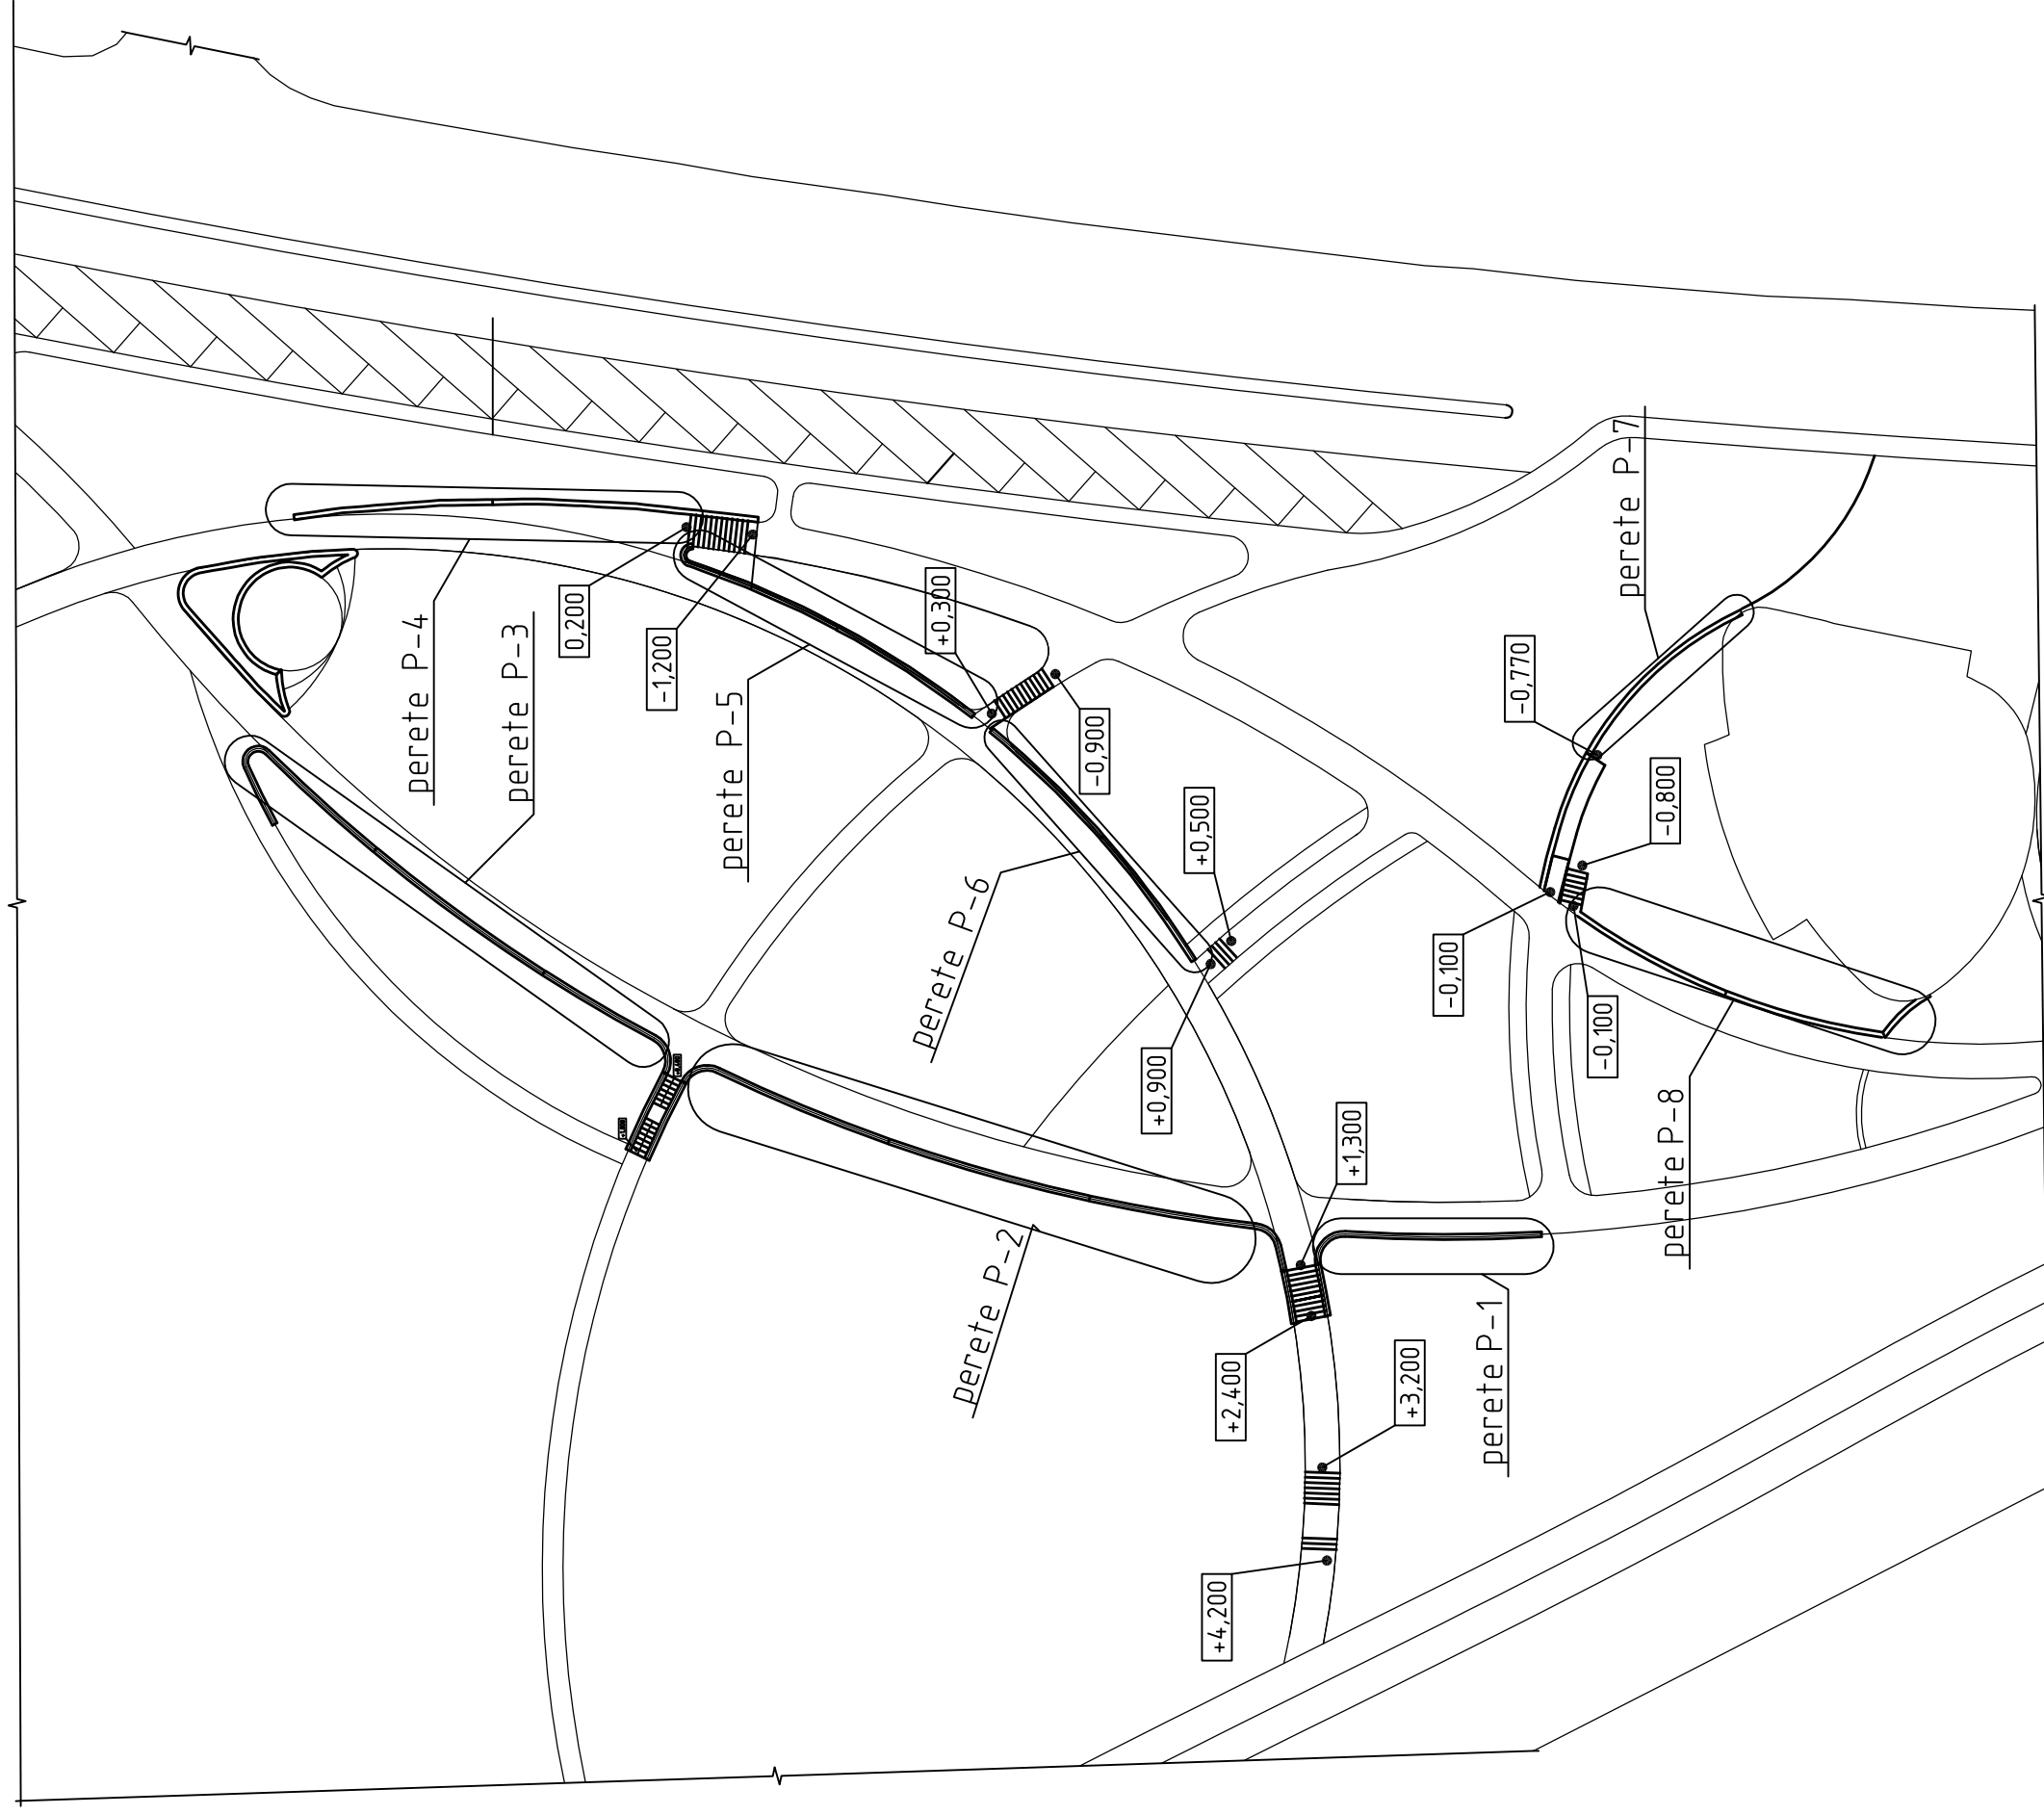 perete P-4
perete P-3
0,200
-1,200
perete P-5
+0,300
-0,900
perete P-6
+0,500
+0,900
perete P-7
-0,770
-0,800
-0,100
-0,100
perete P-8
perete P-2
+1,300
+2,400
+3,200
perete P-1
+4,200